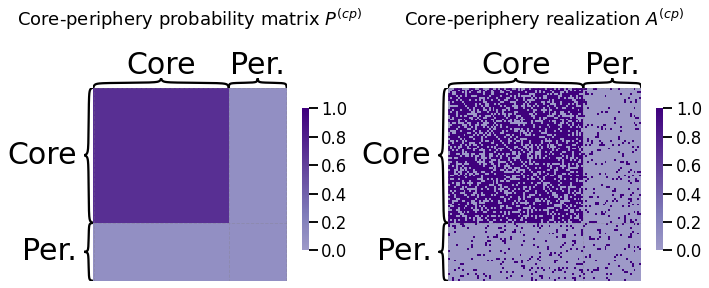 Core-periphery probability matrix $P^{(cp)}$
Core Per.
Core
Per.
1.0
0.8
0.6
0.4
0.2
0.0
Core-periphery realization $A^{(cp)}$
Core Per.
Core
Per.
1.0
0.8
0.6
0.4
0.2
0.0